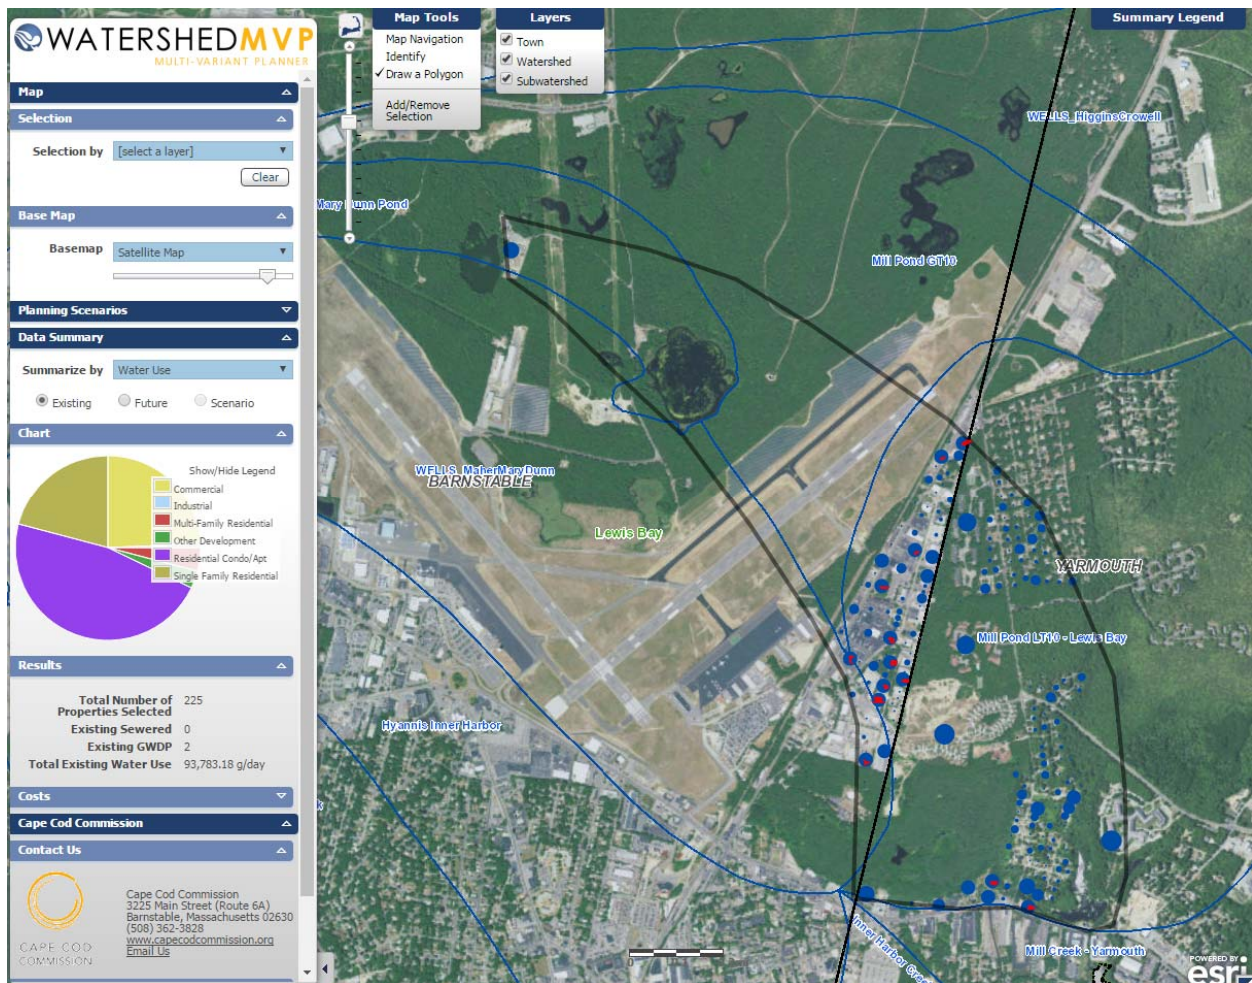 WATERSHEDMVP
MULTI-VARIANT PLANNER
Map
Selection
Selection by [select a layer]
Clear
Base Map
Basemap Satellite Map
Planning Scenarios
Data Summary
Summarize by Water Use
Existing Future Scenario
Chart
Show/Hide Legend
Commercial
Industrial
Multi-Family Residential
Other Development
Residential Condo/Apt
Single Family Residential
Results
Total Number of
Properties Selected 225
Existing Sewered 0
Existing GWDP 2
Total Existing Water Use 93,783.18 g/day
Costs
Cape Cod Commission
Contact Us
CAPE COD
COMMISSION
Cape Cod Commission
3225 Main Street (Route 6A)
Barnstable, Massachusetts 02630
(508) 362-3828
www.capecodcommission.org
Email Us
Map Tools
Map Navigation
Identify
Draw a Polygon
Add/Remove
Selection
Layers
Town
Watershed
Subwatershed
Summary Legend
WELLS_HigginsCrowell
Mary Dunn Pond
Mill Pond GT10
WELLS_MaherMaryDunn
BARNSTABLE
Lewis Bay
YARMOUTH
Mill Pond LT10 - Lewis Bay
Hyannis Inner Harbor
Inner Harbor Cree
Mill Creek - Yarmouth
POWERED BY
esri